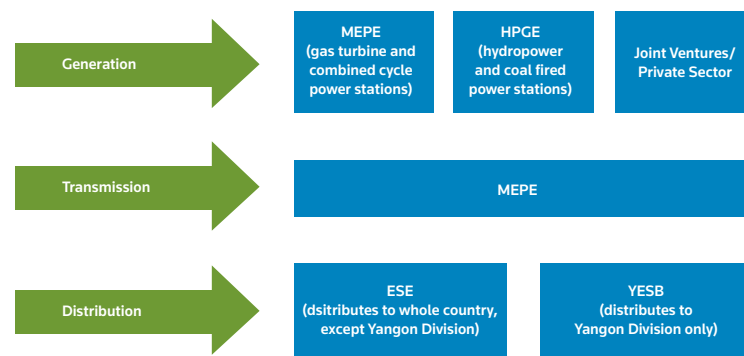 Generation
MEPE
(gas turbine and
combined cycle
power stations)
HPGE
(hydropower
and coal fired
power stations)
Joint Ventures/
Private Sector
Transmission
MEPE
Distribution
ESE
(dsitributes to whole country,
except Yangon Division)
YESB
(distributes to
Yangon Division only)